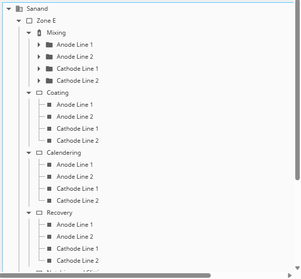 Sanand
Zone E
Mixing
Anode Line 1
Anode Line 2
Cathode Line 1
Cathode Line 2
Coating
Anode Line 1
Anode Line 2
Cathode Line 1
Cathode Line 2
Calendering
Anode Line 1
Anode Line 2
Cathode Line 1
Cathode Line 2
Recovery
Anode Line 1
Anode Line 2
Cathode Line 1
Cathode Line 2